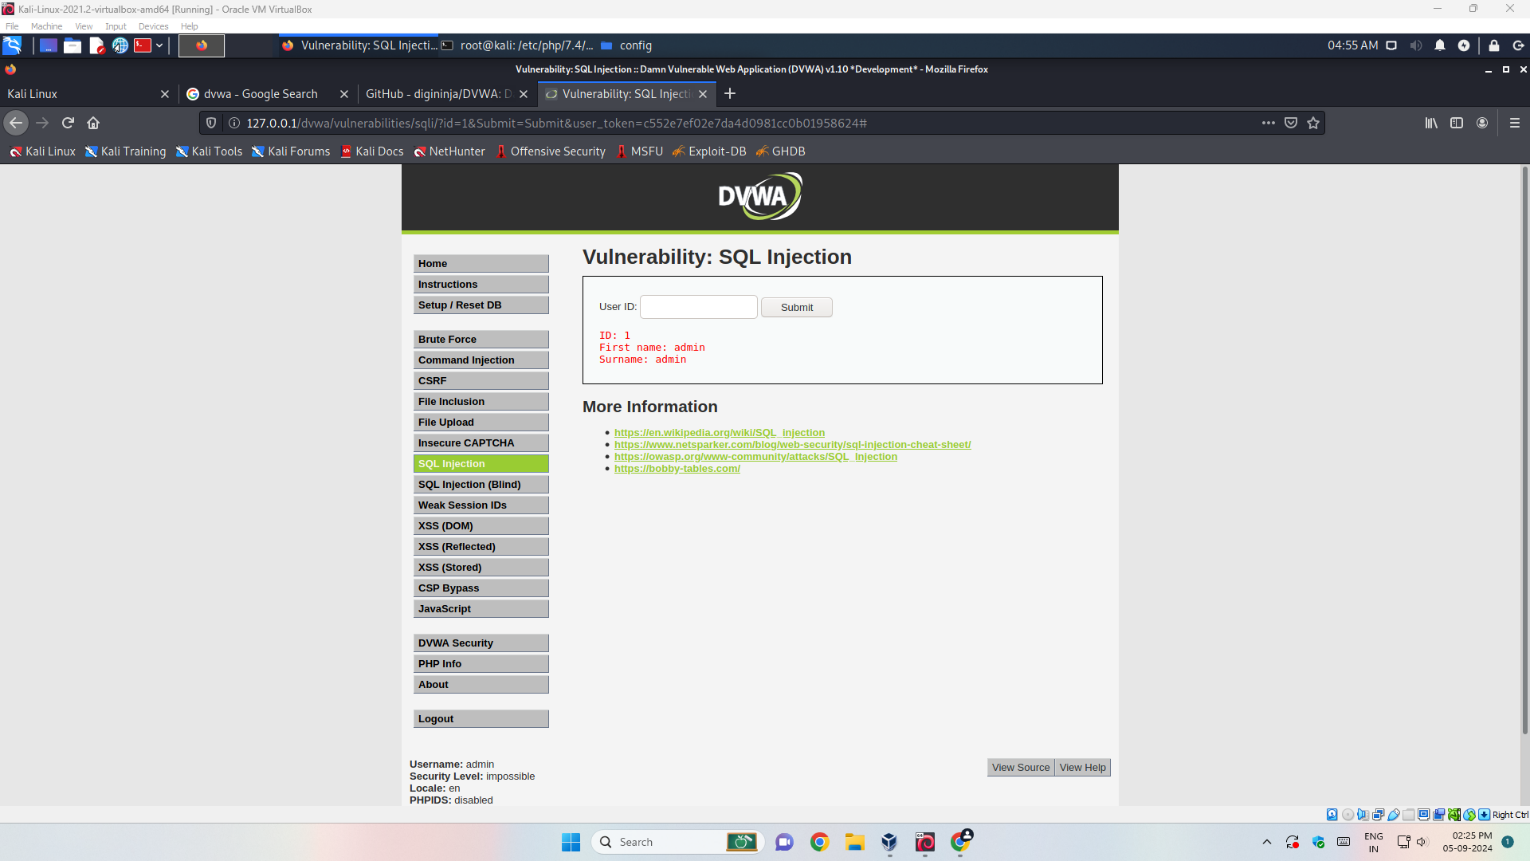 Kali-Linux-2021.2-virtualbox-amd64 [Running] - Oracle VM VirtualBox
File Machine View Input Devices Help
Vulnerability: SQL Injecti... root@kali: /etc/php/7.4/... config 04:55 AM
Vulnerability: SQL Injection :: Damn Vulnerable Web Application (DVWA) v1.10 *Development* - Mozilla Firefox
Kali Linux dvwa - Google Search GitHub - digininja/DVWA: D Vulnerability: SQL Injecti
127.0.0.1/dvwa/vulnerabilities/sqli/?id=1&Submit=Submit&user_token=c552e7ef02e7da4d0981cc0b01958624#
Kali Linux Kali Training Kali Tools Kali Forums Kali Docs NetHunter Offensive Security MSFU Exploit-DB GHDB
DVWA
Vulnerability: SQL Injection
Home
Instructions
Setup / Reset DB
Brute Force
Command Injection
CSRF
File Inclusion
File Upload
Insecure CAPTCHA
SQL Injection
SQL Injection (Blind)
Weak Session IDs
XSS (DOM)
XSS (Reflected)
XSS (Stored)
CSP Bypass
JavaScript
DVWA Security
PHP Info
About
Logout
User ID: Submit
ID: 1
First name: admin
Surname: admin
More Information
https://en.wikipedia.org/wiki/SQL_injection
https://www.netsparker.com/blog/web-security/sql-injection-cheat-sheet/
https://owasp.org/www-community/attacks/SQL_Injection
https://bobby-tables.com/
Username: admin
Security Level: impossible
Locale: en
PHPIDS: disabled
View Source View Help
Right Ctrl
Search
ENG
IN
02:25 PM
05-09-2024
1